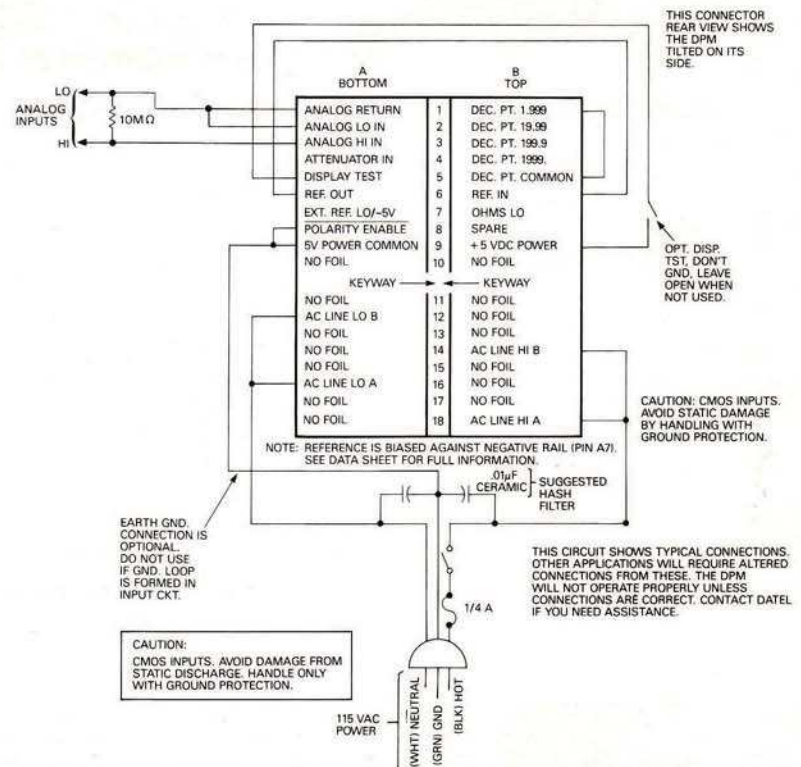 THIS CONNECTOR
REAR VIEW SHOWS
THE DPM
TILTED ON ITS
SIDE.
A
BOTTOM
B
TOP
LO
ANALOG
INPUTS
HI
10MΩ
ANALOG RETURN 1 DEC. PT. 1.999
ANALOG LO IN 2 DEC. PT. 19.99
ANALOG HI IN 3 DEC. PT. 199.9
ATTENUATOR IN 4 DEC. PT. 1999.
DISPLAY TEST 5 DEC. PT. COMMON
REF. OUT 6 REF. IN
EXT. REF. LO/-5V 7 OHMS LO
POLARITY ENABLE 8 SPARE
5V POWER COMMON 9 +5 VDC POWER
NO FOIL 10 NO FOIL
KEYWAY KEYWAY
NO FOIL 11 NO FOIL
AC LINE LO B 12 NO FOIL
NO FOIL 13 NO FOIL
NO FOIL 14 AC LINE HI B
NO FOIL 15 NO FOIL
AC LINE LO A 16 NO FOIL
NO FOIL 17 NO FOIL
NO FOIL 18 AC LINE HI A
OPT. DISP.
TST, DON'T
GND, LEAVE
OPEN WHEN
NOT USED.
CAUTION: CMOS INPUTS.
AVOID STATIC DAMAGE
BY HANDLING WITH
GROUND PROTECTION.
NOTE: REFERENCE IS BIASED AGAINST NEGATIVE RAIL (PIN A7).
SEE DATA SHEET FOR FULL INFORMATION.
.01µF
CERAMIC
SUGGESTED
HASH
FILTER
EARTH GND.
CONNECTION IS
OPTIONAL.
DO NOT USE
IF GND. LOOP
IS FORMED IN
INPUT CKT.
THIS CIRCUIT SHOWS TYPICAL CONNECTIONS.
OTHER APPLICATIONS WILL REQUIRE ALTERED
CONNECTIONS FROM THESE. THE DPM
WILL NOT OPERATE PROPERLY UNLESS
CONNECTIONS ARE CORRECT. CONTACT DATEL
IF YOU NEED ASSISTANCE.
1/4 A
CAUTION:
CMOS INPUTS. AVOID DAMAGE FROM
STATIC DISCHARGE. HANDLE ONLY
WITH GROUND PROTECTION.
115 VAC
POWER
(WHT) NEUTRAL
(GRN) GND
(BLK) HOT